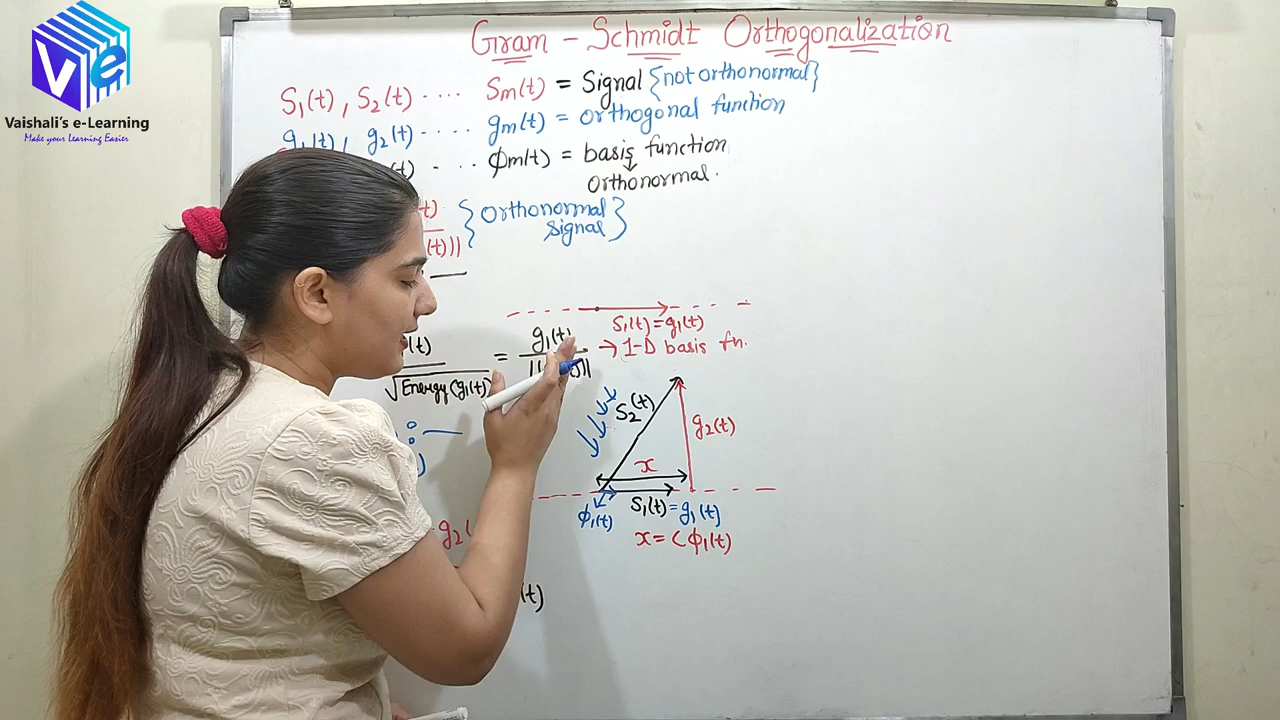 Vaishali's e-Learning
Make your Learning Easier
Gram - Schmidt Orthogonalization
S₁(t), S₂(t) .... Sm(t) = Signal {not orthonormal}
g₁(t), g₂(t) .... gm(t) = orthogonal function
(t) ... ϕm(t) = basis function
↓
Orthonormal.
{Orthonormal signal}
(t)||
S₁(t)=g₁(t)
→ 1-D basis fn.
(t)
√Energy(g₁(t)) = g₁(t)
S₂(t)
g₂(t)
x
S₁(t)=g₁(t)
ϕ₁(t)
x=Cϕ₁(t)
g₂(
(t)